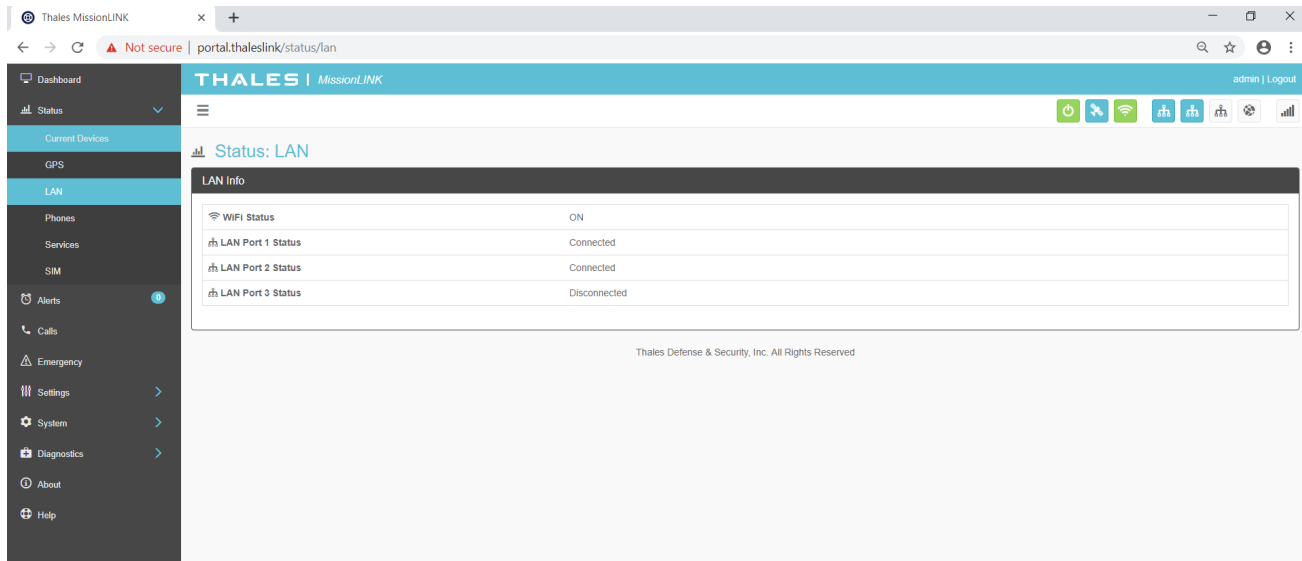 Thales MissionLINK
Not secure | portal.thaleslink/status/lan
Dashboard
THALES | MissionLINK
admin | Logout
Status
Current Devices
GPS
LAN
Phones
Services
SIM
Alerts 0
Calls
Emergency
Settings
System
Diagnostics
About
Help
Status: LAN
LAN Info
WiFi Status ON
LAN Port 1 Status Connected
LAN Port 2 Status Connected
LAN Port 3 Status Disconnected
Thales Defense & Security, Inc. All Rights Reserved